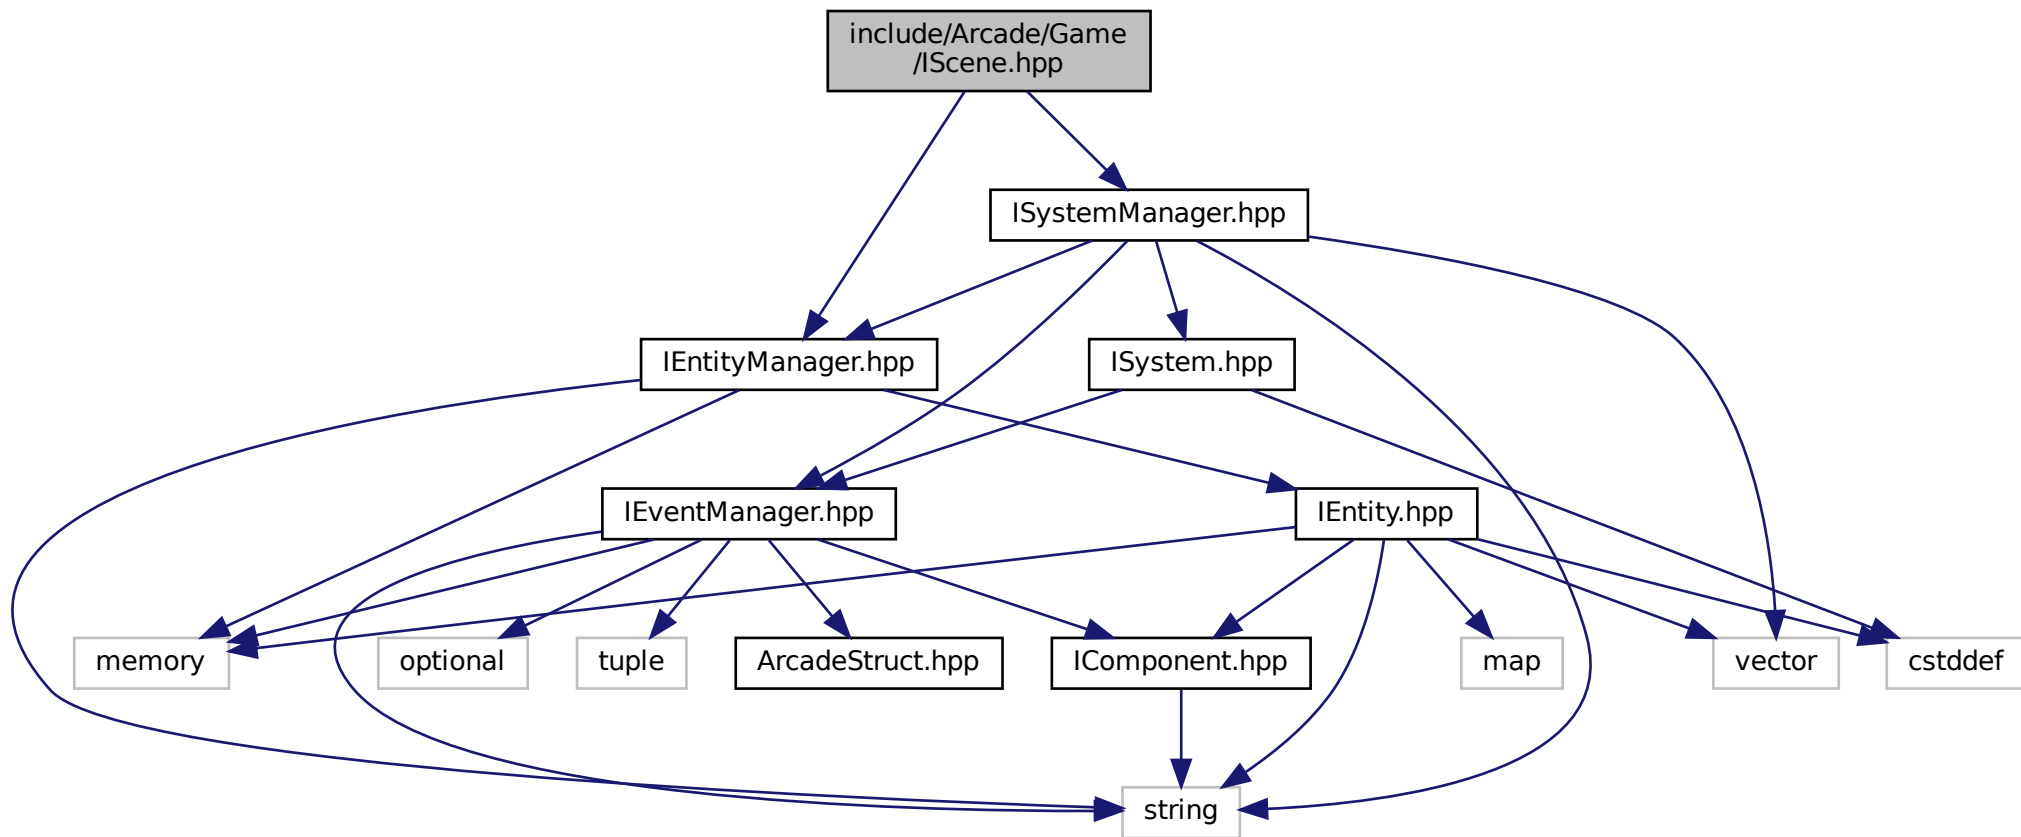 include/Arcade/Game
/IScene.hpp
ISystemManager.hpp
IEntityManager.hpp
ISystem.hpp
IEventManager.hpp
IEntity.hpp
memory
optional
tuple
ArcadeStruct.hpp
IComponent.hpp
map
vector
cstddef
string